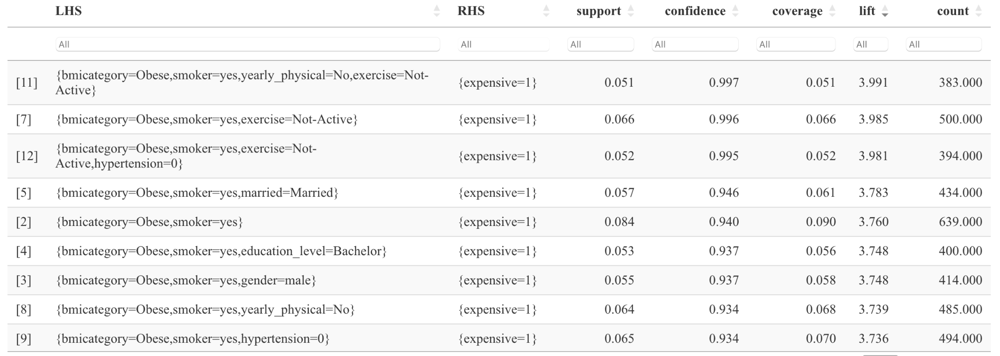 LHS RHS support confidence coverage lift count
All All All All All All All
[11] {bmicategory=Obese,smoker=yes,yearly_physical=No,exercise=Not-
Active} {expensive=1} 0.051 0.997 0.051 3.991 383.000
[7] {bmicategory=Obese,smoker=yes,exercise=Not-Active} {expensive=1} 0.066 0.996 0.066 3.985 500.000
[12] {bmicategory=Obese,smoker=yes,exercise=Not-
Active,hypertension=0} {expensive=1} 0.052 0.995 0.052 3.981 394.000
[5] {bmicategory=Obese,smoker=yes,married=Married} {expensive=1} 0.057 0.946 0.061 3.783 434.000
[2] {bmicategory=Obese,smoker=yes} {expensive=1} 0.084 0.940 0.090 3.760 639.000
[4] {bmicategory=Obese,smoker=yes,education_level=Bachelor} {expensive=1} 0.053 0.937 0.056 3.748 400.000
[3] {bmicategory=Obese,smoker=yes,gender=male} {expensive=1} 0.055 0.937 0.058 3.748 414.000
[8] {bmicategory=Obese,smoker=yes,yearly_physical=No} {expensive=1} 0.064 0.934 0.068 3.739 485.000
[9] {bmicategory=Obese,smoker=yes,hypertension=0} {expensive=1} 0.065 0.934 0.070 3.736 494.000